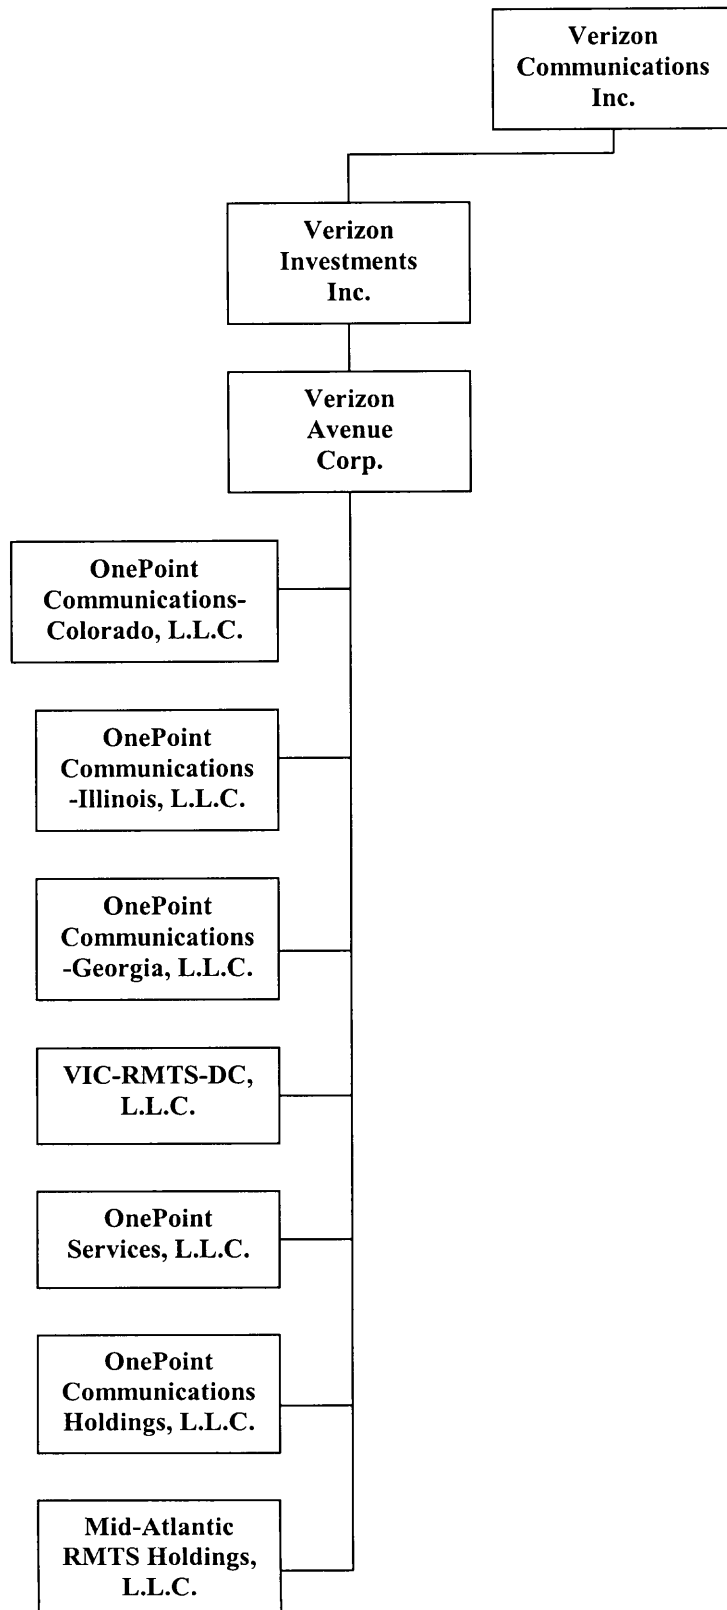 Verizon
Communications
Inc.
Verizon
Investments
Inc.
Verizon
Avenue
Corp.
OnePoint
Communications-
Colorado, L.L.C.
OnePoint
Communications
-Illinois, L.L.C.
OnePoint
Communications
-Georgia, L.L.C.
VIC-RMTS-DC,
L.L.C.
OnePoint
Services, L.L.C.
OnePoint
Communications
Holdings, L.L.C.
Mid-Atlantic
RMTS Holdings,
L.L.C.